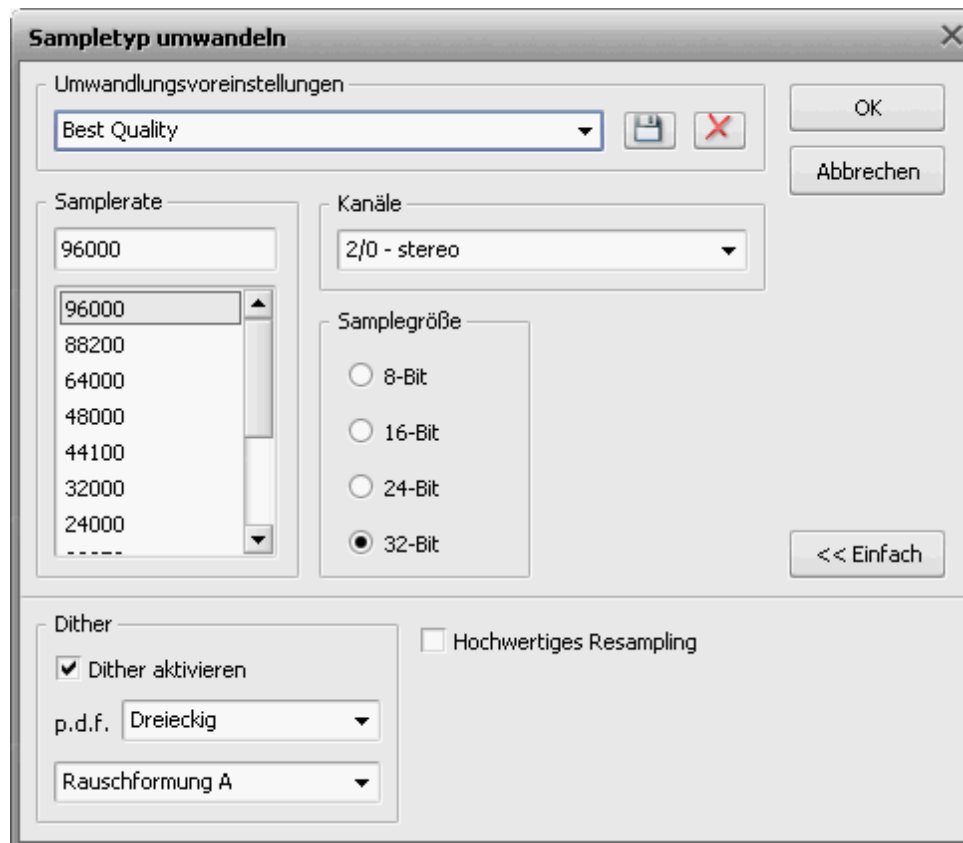 Sampletyp umwandeln
Umwandlungsvoreinstellungen
Best Quality
OK
Abbrechen
Samplerate
96000
96000
88200
64000
48000
44100
32000
24000
Kanäle
2/0 - stereo
Samplegröße
8-Bit
16-Bit
24-Bit
32-Bit
<< Einfach
Dither
Dither aktivieren
p.d.f. Dreieckig
Rauschformung A
Hochwertiges Resampling